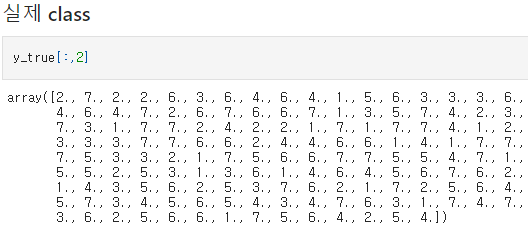 실제 class
y_true[:,2]
array([2., 7., 2., 2., 6., 3., 6., 4., 6., 4., 1., 5., 6., 3., 3., 3., 6.,
4., 6., 4., 7., 2., 6., 7., 6., 6., 7., 1., 3., 5., 7., 4., 2., 3.,
7., 3., 1., 7., 7., 2., 4., 2., 2., 1., 7., 1., 7., 7., 4., 1., 2.,
3., 3., 3., 7., 7., 6., 6., 2., 4., 4., 6., 6., 1., 4., 1., 7., 7.,
7., 5., 3., 3., 2., 1., 7., 5., 6., 6., 7., 7., 5., 5., 4., 7., 1.,
5., 5., 2., 5., 3., 1., 3., 6., 1., 4., 6., 4., 5., 6., 7., 6., 2.,
1., 4., 3., 5., 6., 2., 5., 3., 7., 6., 2., 1., 7., 2., 5., 6., 4.,
5., 7., 3., 4., 5., 6., 5., 4., 3., 4., 7., 6., 3., 1., 7., 4., 7.,
3., 6., 2., 5., 6., 6., 1., 7., 5., 6., 4., 2., 5., 4.])